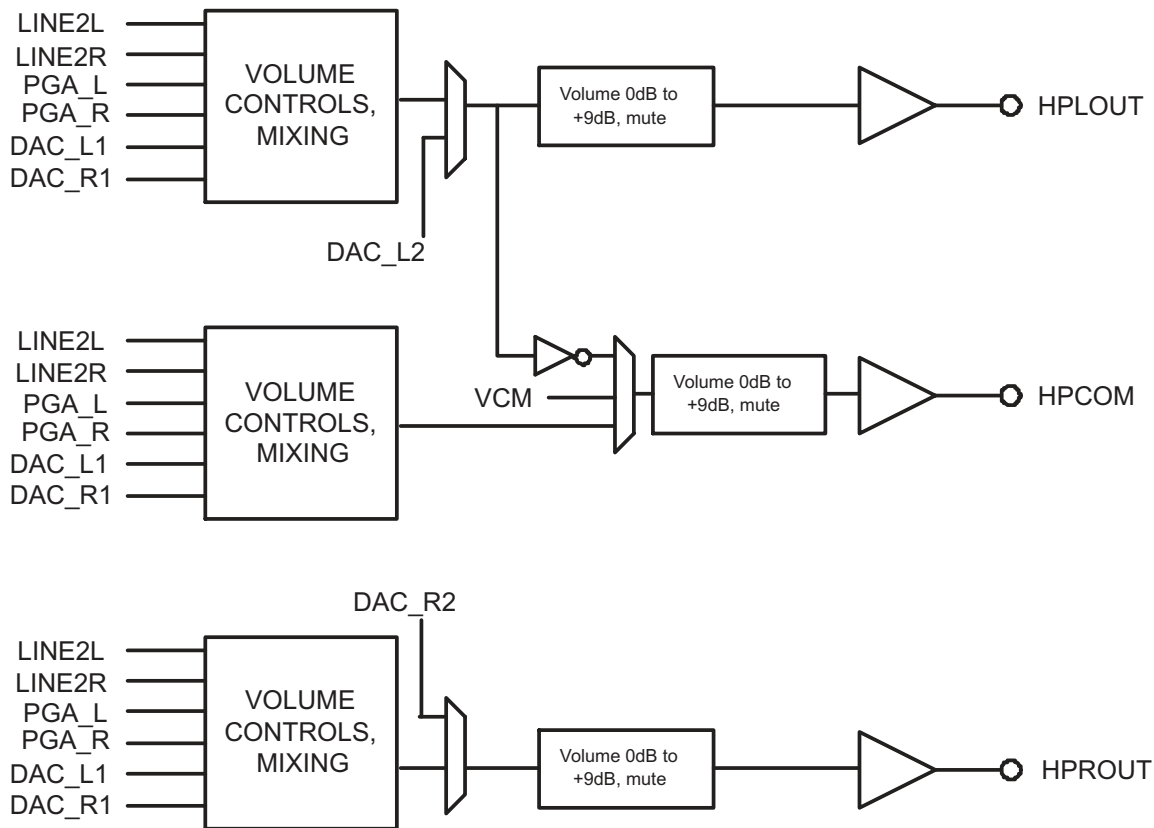 LINE2L
LINE2R
PGA_L
PGA_R
DAC_L1
DAC_R1
VOLUME
CONTROLS,
MIXING
DAC_L2
Volume 0dB to
+9dB, mute
HPLOUT
LINE2L
LINE2R
PGA_L
PGA_R
DAC_L1
DAC_R1
VOLUME
CONTROLS,
MIXING
VCM
Volume 0dB to
+9dB, mute
HPCOM
DAC_R2
LINE2L
LINE2R
PGA_L
PGA_R
DAC_L1
DAC_R1
VOLUME
CONTROLS,
MIXING
Volume 0dB to
+9dB, mute
HPROUT